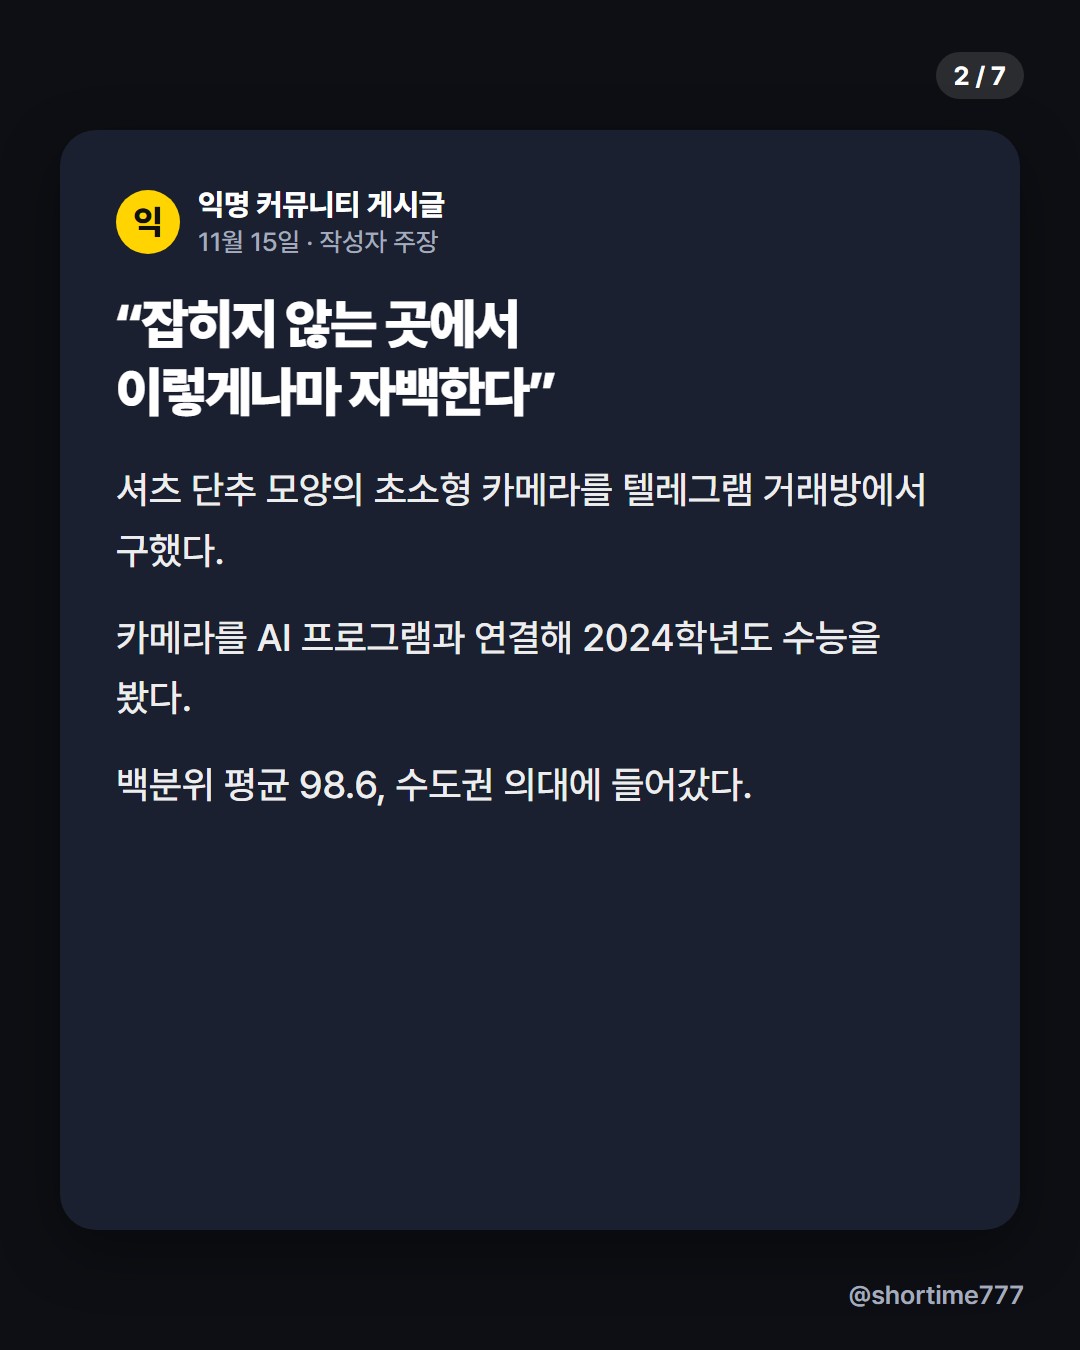 2 / 7
익
익명 커뮤니티 게시글
11월 15일 · 작성자 주장
“잡히지 않는 곳에서
이렇게나마 자백한다”
셔츠 단추 모양의 초소형 카메라를 텔레그램 거래방에서
구했다.
카메라를 AI 프로그램과 연결해 2024학년도 수능을
봤다.
백분위 평균 98.6, 수도권 의대에 들어갔다.
@shortime777